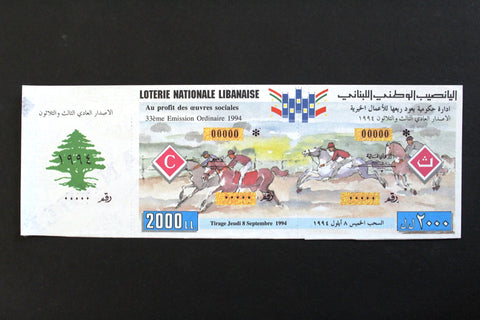 LOTERIE NATIONALE LIBANAISE
اليانصيب الوطني اللبناني
Au profit des œuvres sociales
ادارة حكومية يعود ريعها للأعمال الخيرية
33ème Emission Ordinaire 1994
الاصدار العادي الثالث والثلاثون ١٩٩٤
الاصدار العادي الثالث والثلاثون
00000 *
* 00000
C
ث
١٩٩٤
رقم ٠٠٠٠٠
2000 L.L
Tirage Jeudi 8 Septembre 1994
السحب الخميس ٨ أيلول ١٩٩٤
٢٠٠٠ ل.ل